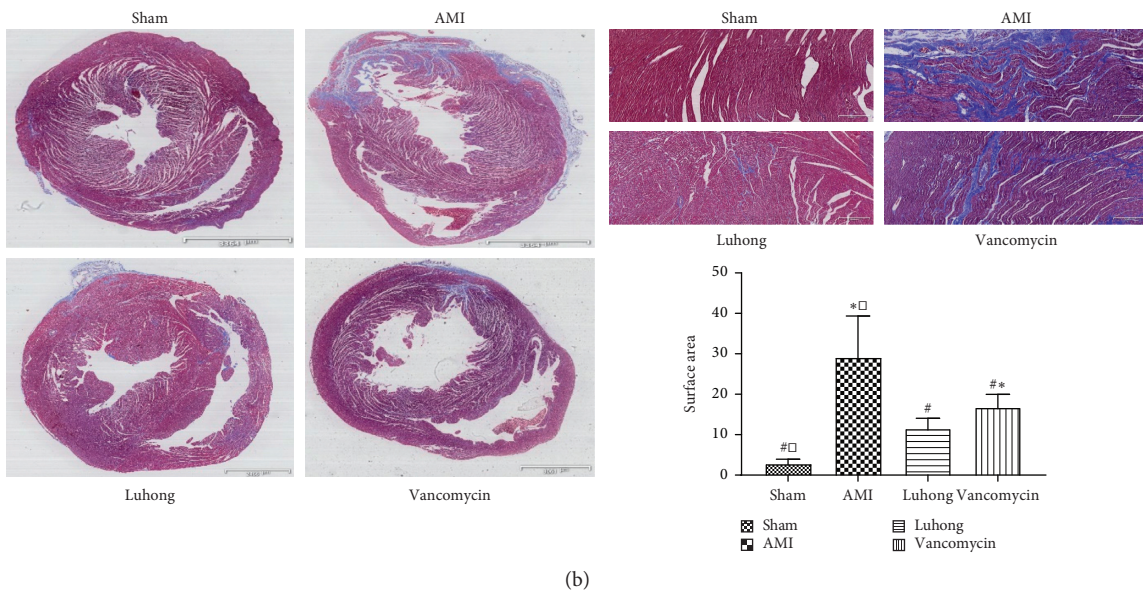 Sham AMI
Luhong Vancomycin
Sham AMI
Luhong Vancomycin
50
40
30
20
10
0
Surface area
#□
*□
#
#*
Sham AMI Luhong Vancomycin
Sham
AMI
Luhong
Vancomycin
(b)